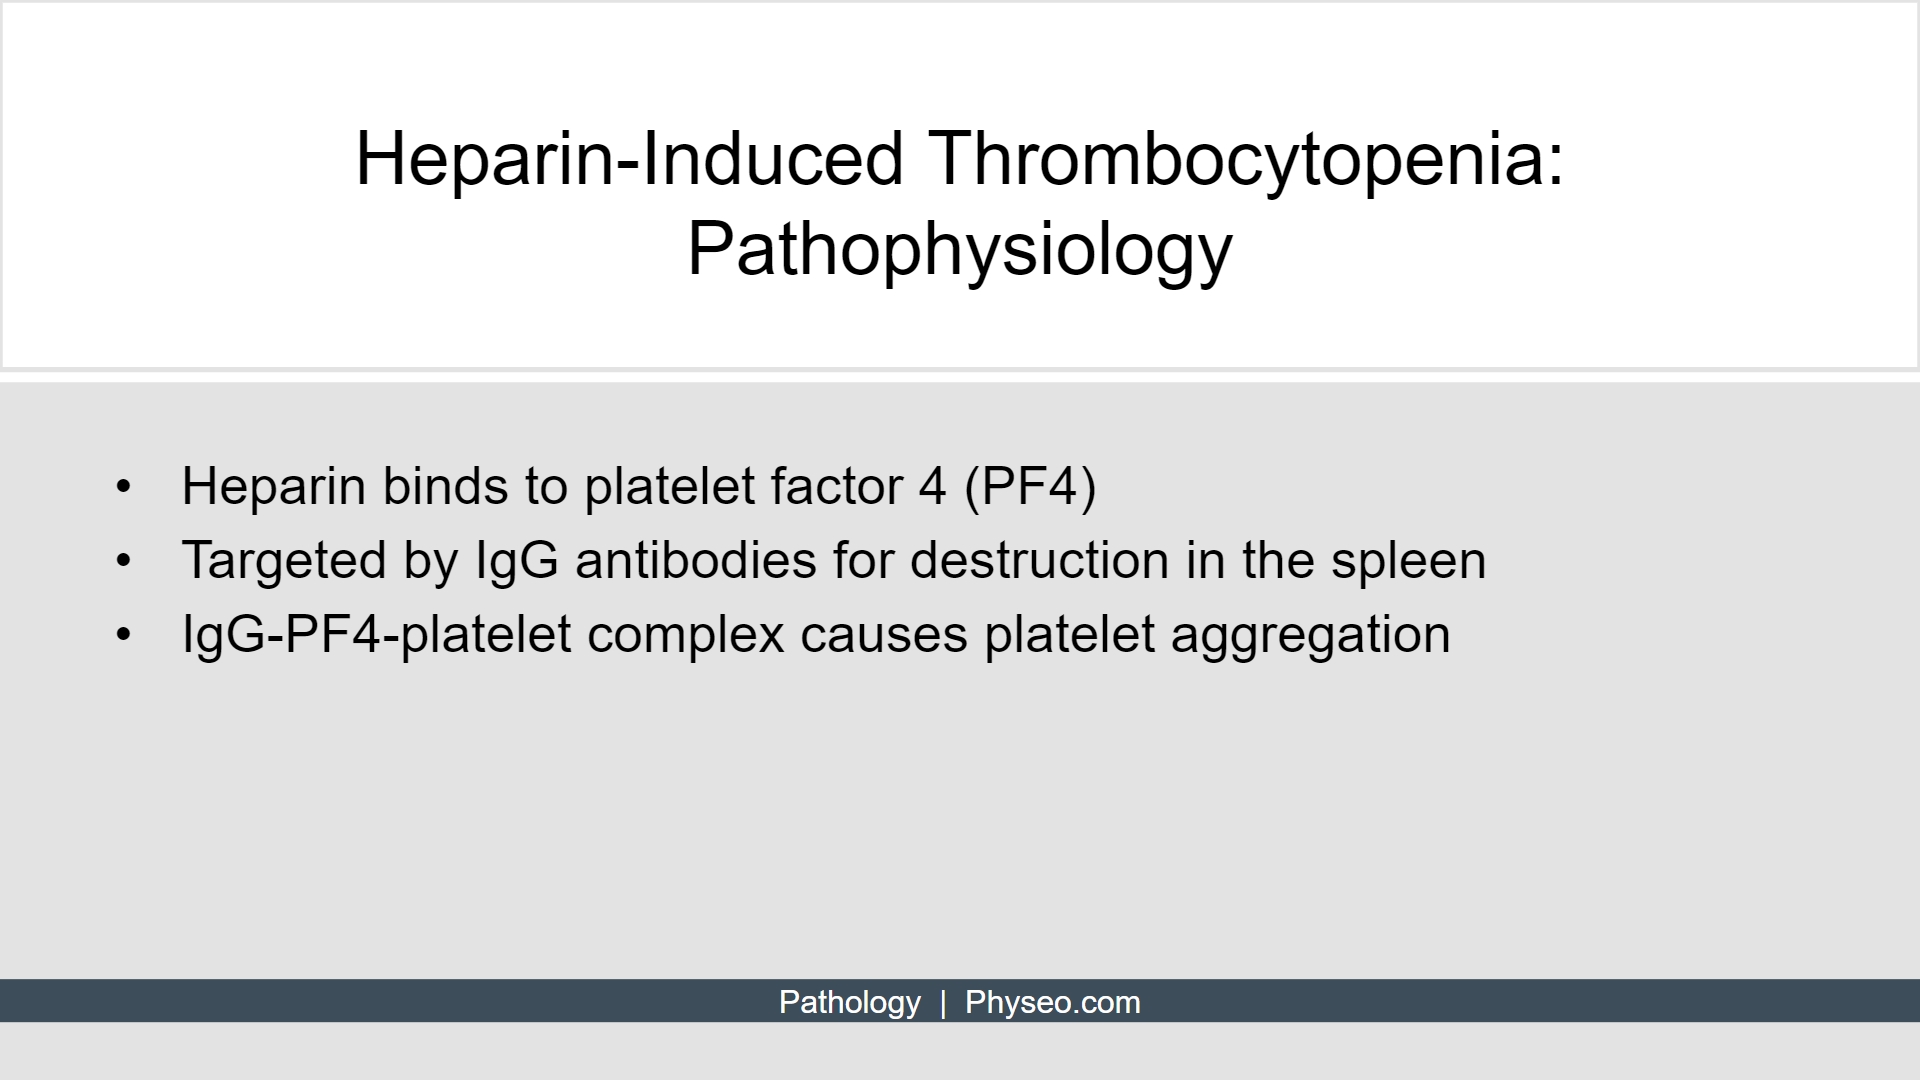 Heparin-Induced Thrombocytopenia:
Pathophysiology
• Heparin binds to platelet factor 4 (PF4)
• Targeted by IgG antibodies for destruction in the spleen
• IgG-PF4-platelet complex causes platelet aggregation
Pathology | Physeo.com